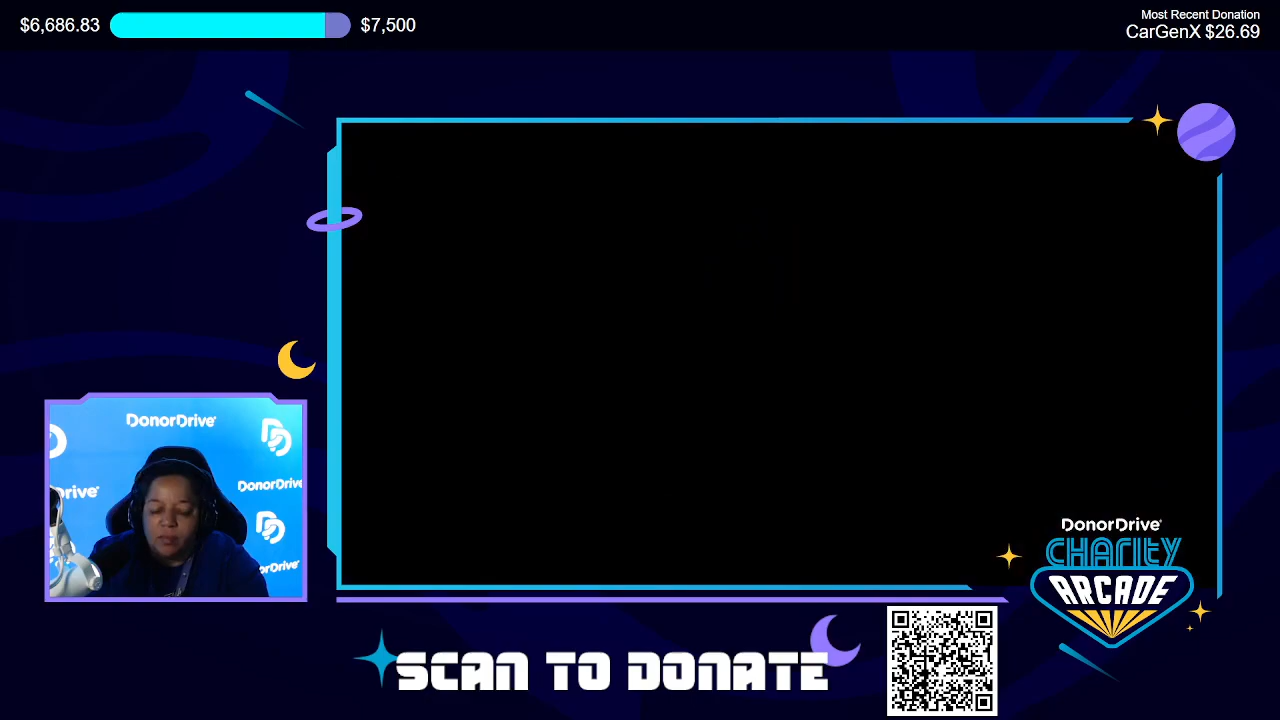 $6,686.83
$7,500
Most Recent Donation
CarGenX $26.69
DonorDrive
DonorDrive
DonorDrive
DonorDrive
CHARITY
ARCADE
SCAN TO DONATE